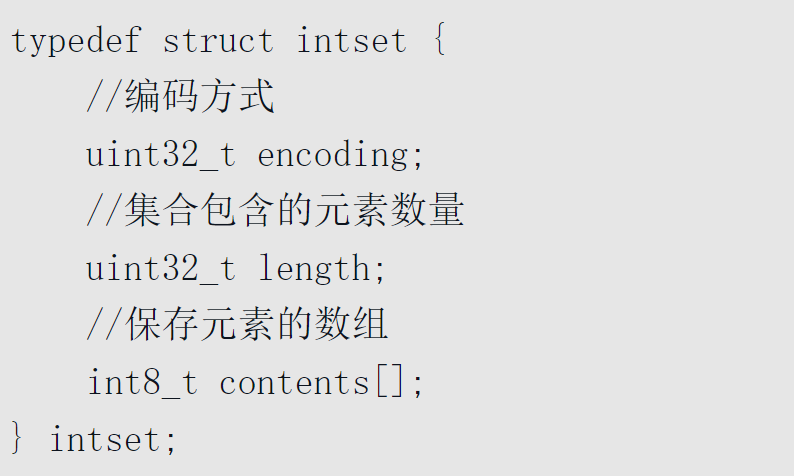 typedef struct intset {
    //编码方式
    uint32_t encoding;
    //集合包含的元素数量
    uint32_t length;
    //保存元素的数组
    int8_t contents[];
} intset;